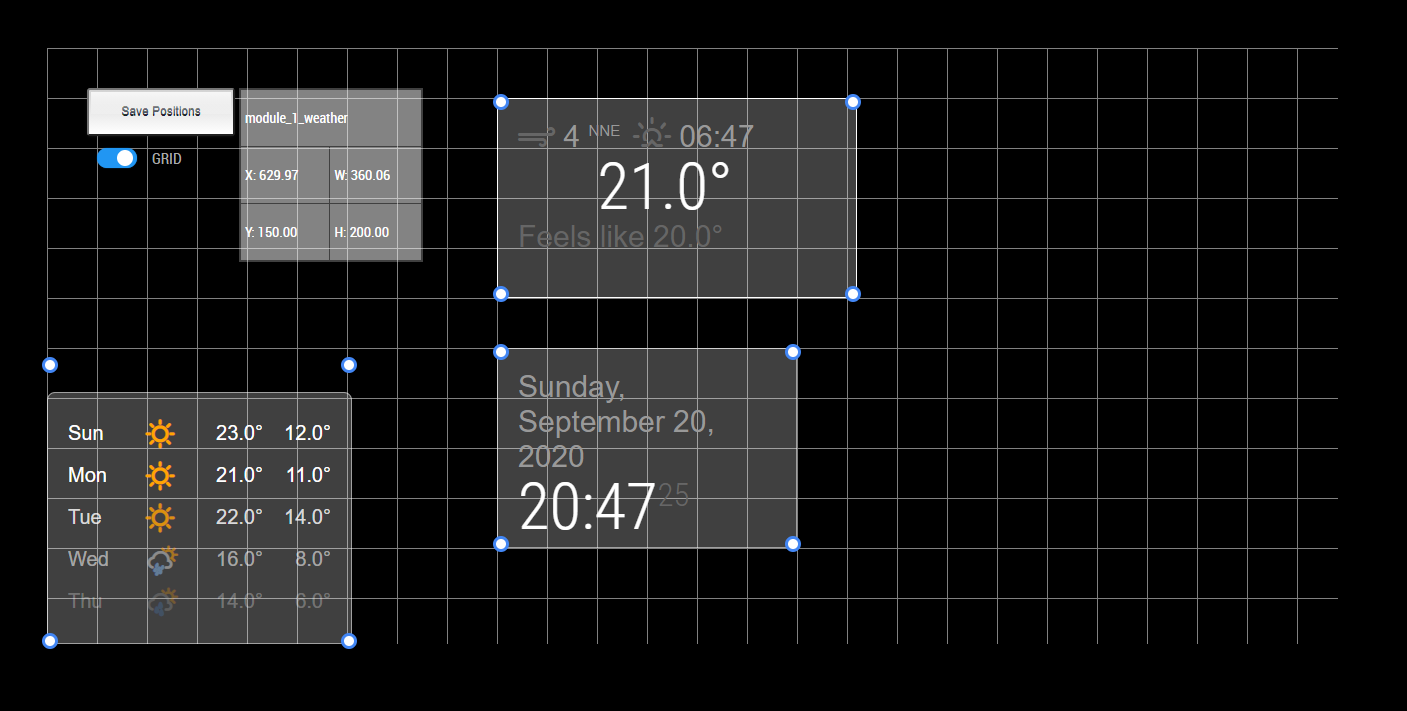 Save Positions
GRID
module_1_weather
X: 629.97 W: 360.06
Y: 150.00 H: 200.00
4 NNE 06:47
21.0°
Feels like 20.0°
Sun 23.0° 12.0°
Mon 21.0° 11.0°
Tue 22.0° 14.0°
Wed 16.0° 8.0°
Thu 14.0° 6.0°
Sunday,
September 20,
2020
20:47 25